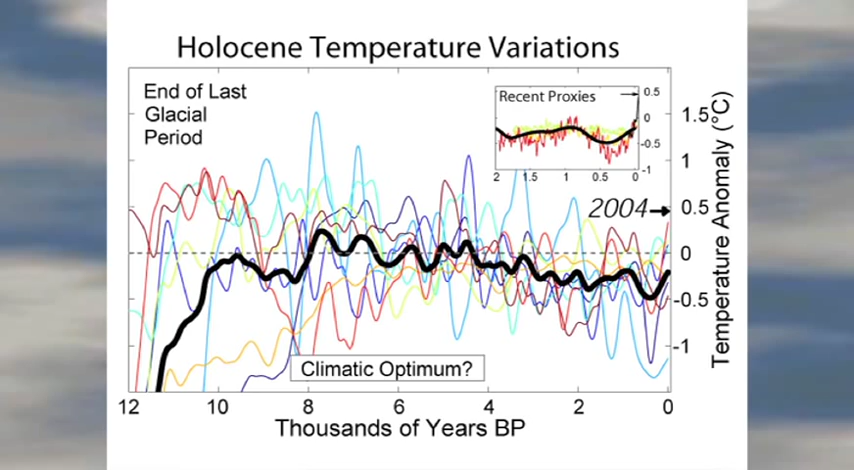 Holocene Temperature Variations
End of Last
Glacial
Period
Recent Proxies
0.5
0
-0.5
-1
2 1.5 1 0.5 0
2004
1.5
1
0.5
0
-0.5
-1
Temperature Anomaly (°C)
Climatic Optimum?
12 10 8 6 4 2 0
Thousands of Years BP